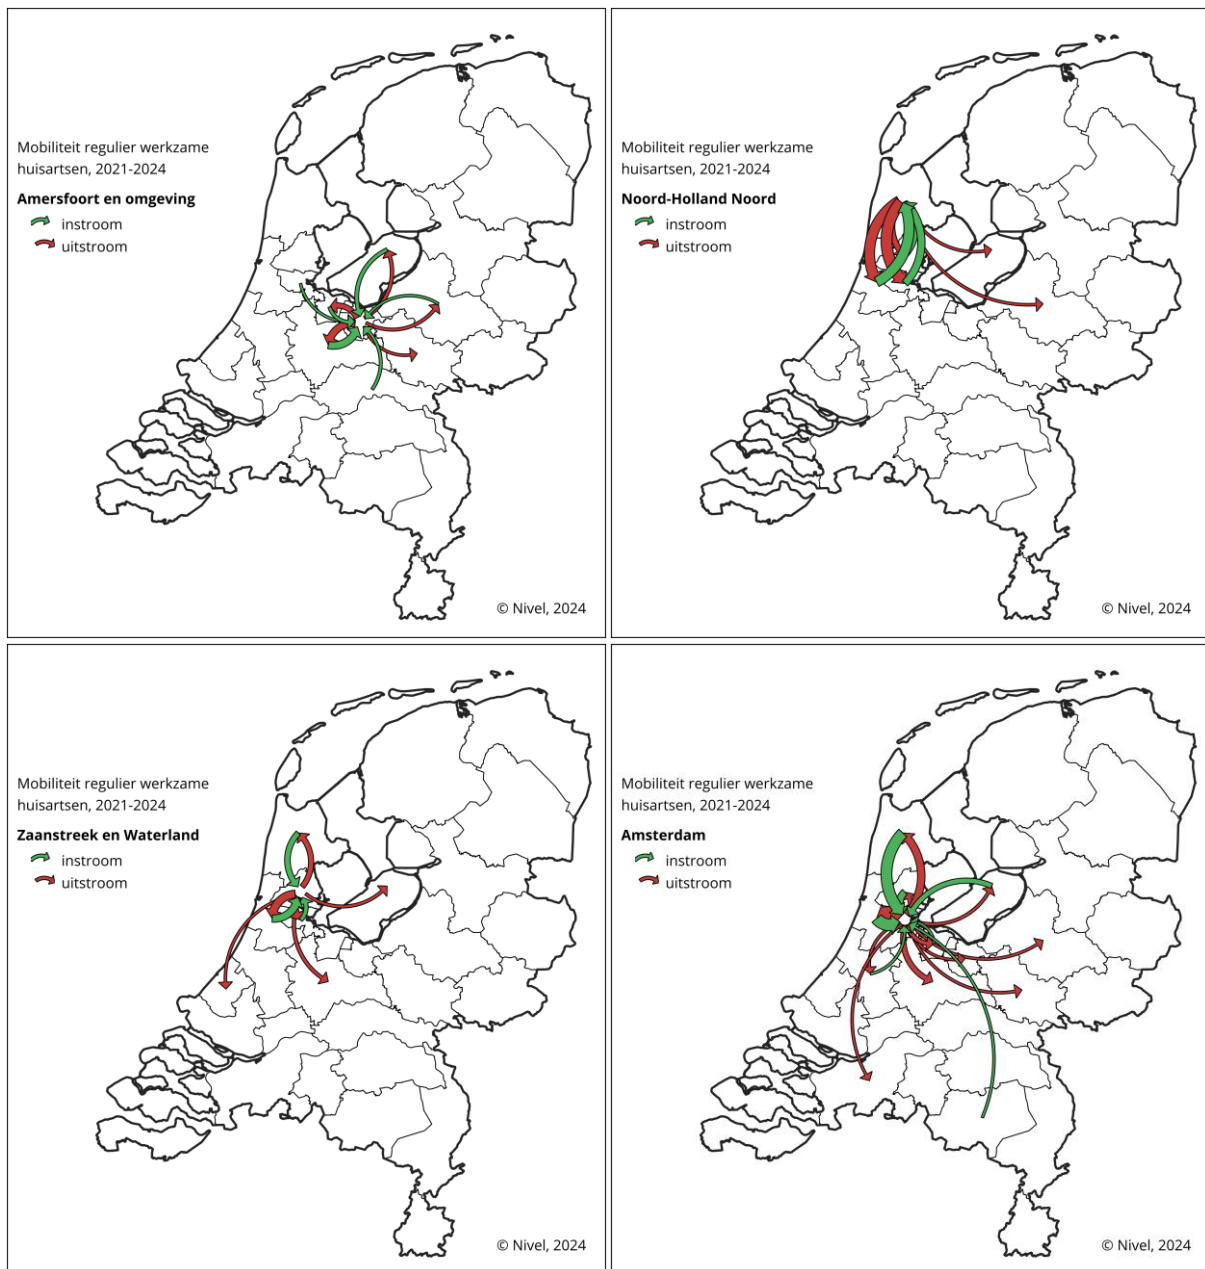 Mobiliteit regulier werkzame
huisartsen, 2021-2024
Amersfoort en omgeving
instroom
uitstroom
© Nivel, 2024
Mobiliteit regulier werkzame
huisartsen, 2021-2024
Noord-Holland Noord
instroom
uitstroom
© Nivel, 2024
Mobiliteit regulier werkzame
huisartsen, 2021-2024
Zaanstreek en Waterland
instroom
uitstroom
© Nivel, 2024
Mobiliteit regulier werkzame
huisartsen, 2021-2024
Amsterdam
instroom
uitstroom
© Nivel, 2024